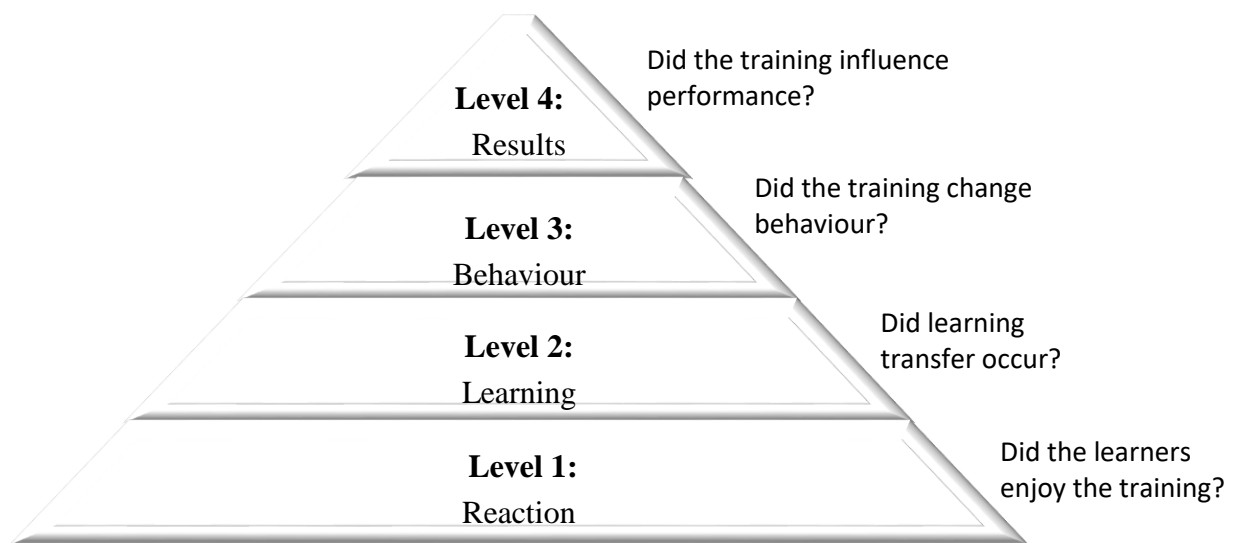 Level 4:
Results
Did the training influence
performance?
Level 3:
Behaviour
Did the training change
behaviour?
Level 2:
Learning
Did learning
transfer occur?
Level 1:
Reaction
Did the learners
enjoy the training?